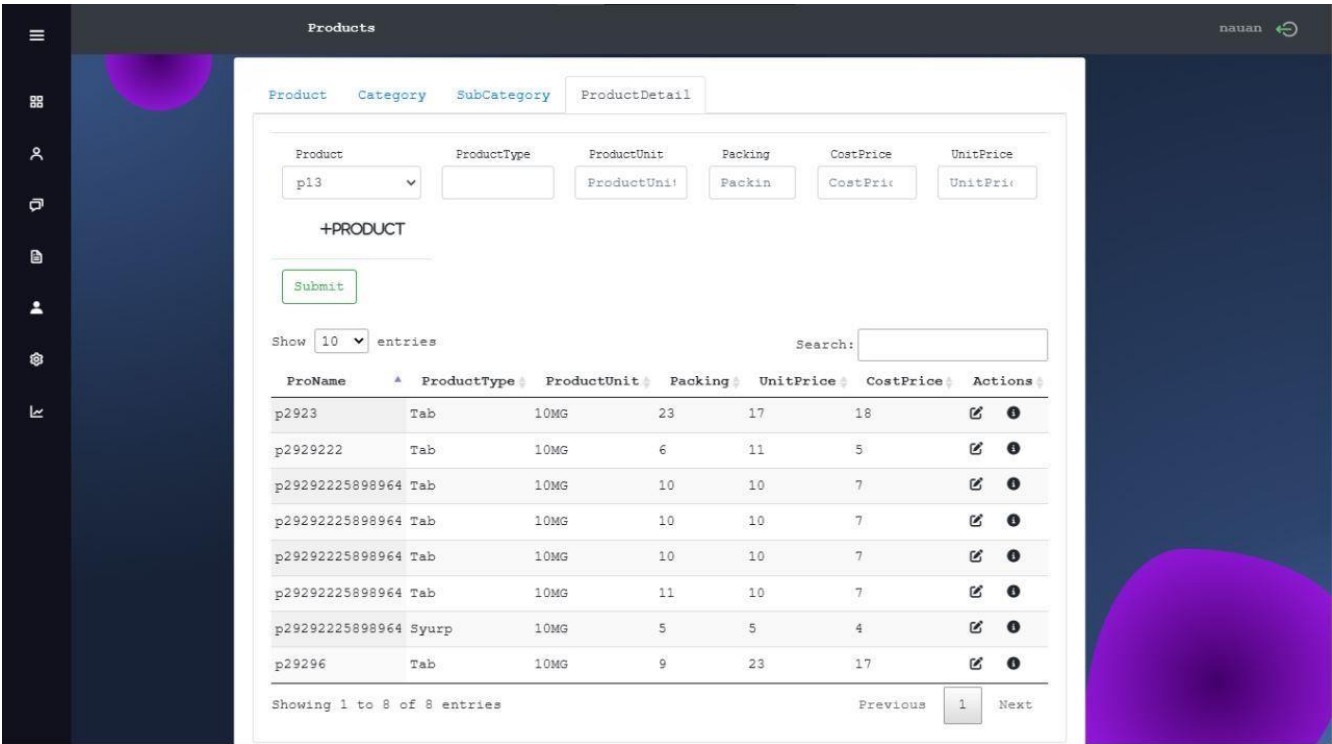 Products
nauan
Product Category SubCategory ProductDetail
Product ProductType ProductUnit Packing CostPrice UnitPrice
p13 ProductUnit Packin CostPric UnitPric
+PRODUCT
Submit
Show 10 entries
Search:
ProName ProductType ProductUnit Packing UnitPrice CostPrice Actions
p2923 Tab 10MG 23 17 18
p2929222 Tab 10MG 6 11 5
p29292225898964 Tab 10MG 10 10 7
p29292225898964 Tab 10MG 10 10 7
p29292225898964 Tab 10MG 10 10 7
p29292225898964 Tab 10MG 11 10 7
p29292225898964 Syurp 10MG 5 5 4
p29296 Tab 10MG 9 23 17
Showing 1 to 8 of 8 entries
Previous 1 Next